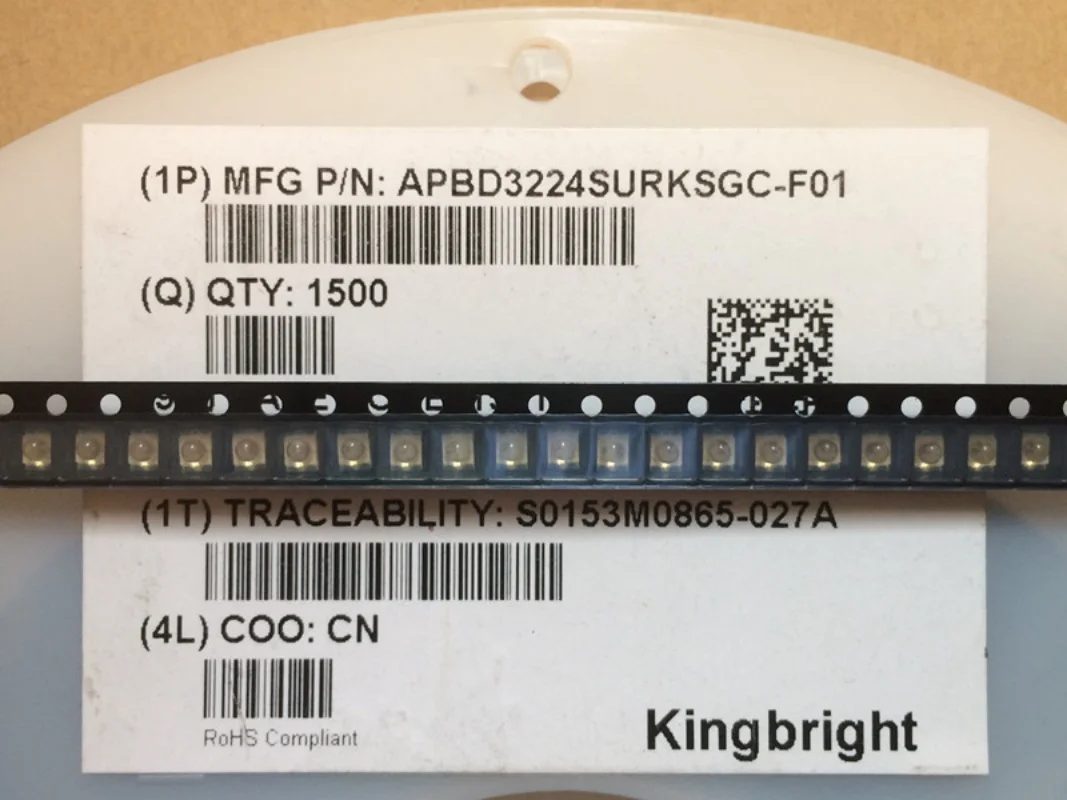 (1P) MFG P/N: APBD3224SURKSGC-F01
(Q) QTY: 1500
(1T) TRACEABILITY: S0153M0865-027A
(4L) COO: CN
RoHS Compliant
Kingbright